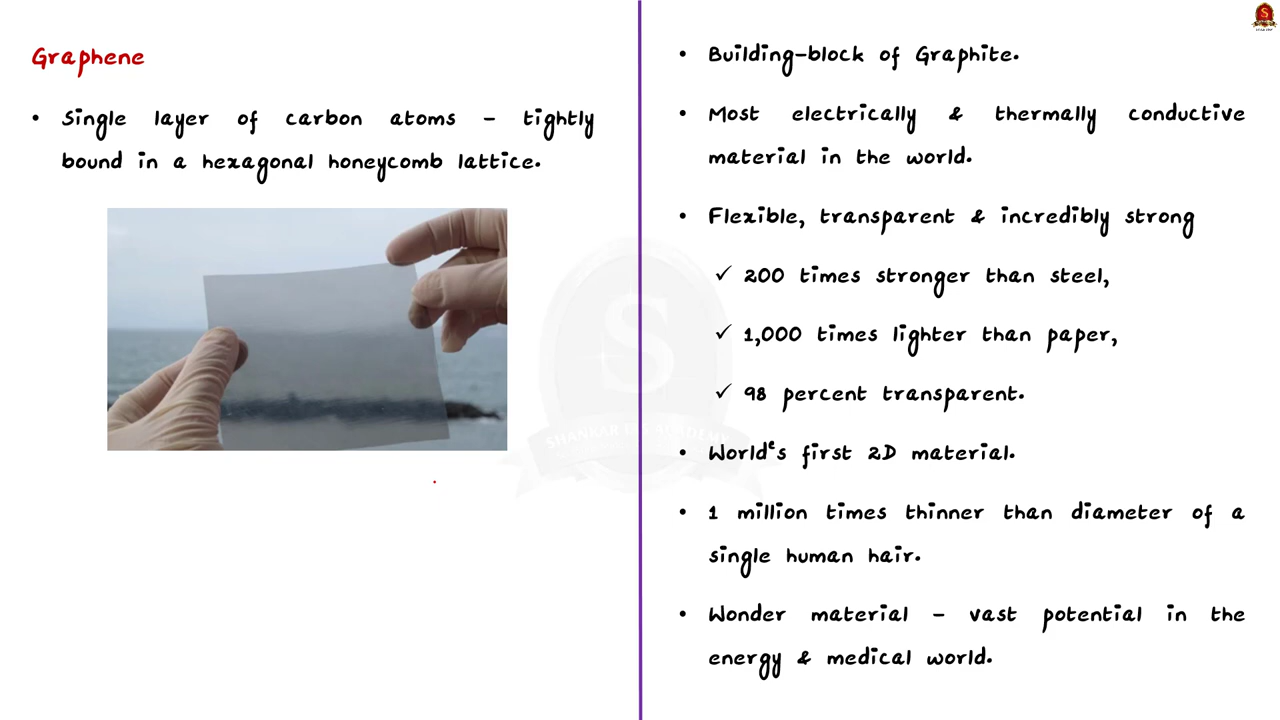 Graphene
• Single layer of carbon atoms – tightly
bound in a hexagonal honeycomb lattice.
• Building-block of Graphite.
• Most electrically & thermally conductive
material in the world.
• Flexible, transparent & incredibly strong
✓ 200 times stronger than steel,
✓ 1,000 times lighter than paper,
✓ 98 percent transparent.
• World's first 2D material.
• 1 million times thinner than diameter of a
single human hair.
• Wonder material – vast potential in the
energy & medical world.
S
SHANKAR IAS ACADEMY
S